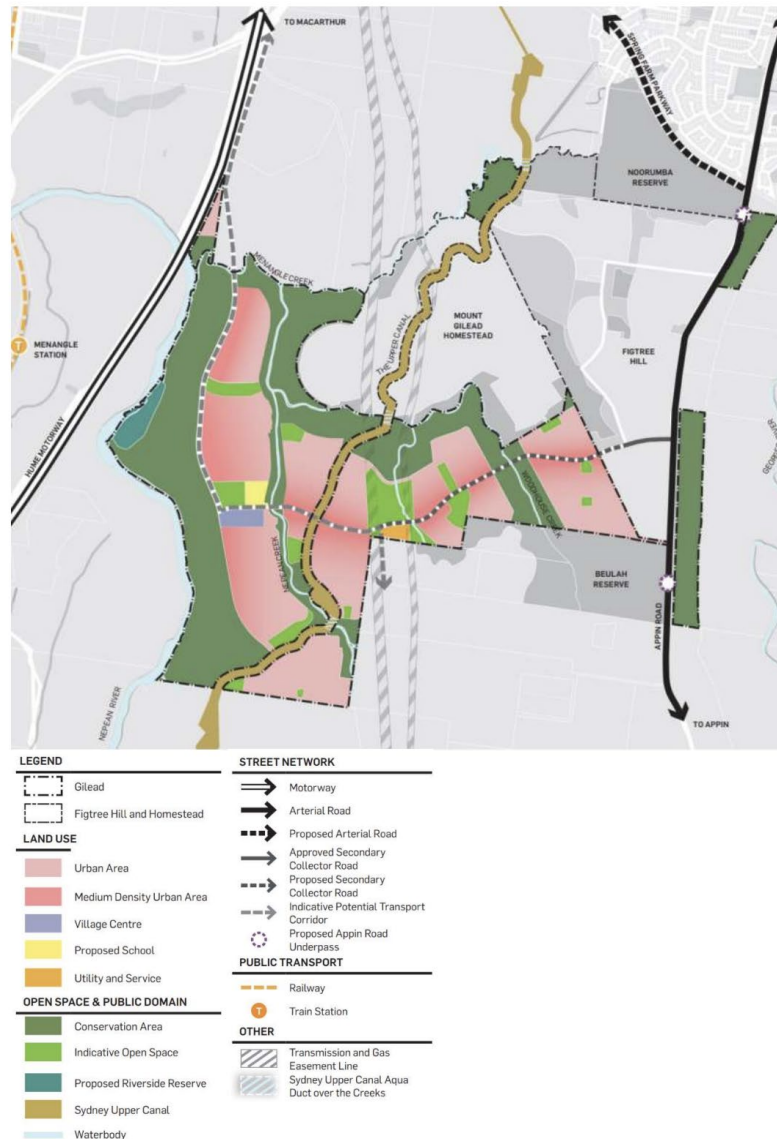 TO MACARTHUR
SPRING FARM PARKWAY
NOORUMBA
RESERVE
MENANGLE CREEK
MENANGLE
STATION
HUME MOTORWAY
THE UPPER CANAL
MOUNT
GILEAD
HOMESTEAD
FIGTREE
HILL
WOODHOUSE CREEK
NEPEAN CREEK
BEULAH
RESERVE
APPIN ROAD
NEPEAN RIVER
TO APPIN
LEGEND
Gilead
Figtree Hill and Homestead
LAND USE
Urban Area
Medium Density Urban Area
Village Centre
Proposed School
Utility and Service
OPEN SPACE & PUBLIC DOMAIN
Conservation Area
Indicative Open Space
Proposed Riverside Reserve
Sydney Upper Canal
Waterbody
STREET NETWORK
Motorway
Arterial Road
Proposed Arterial Road
Approved Secondary
Collector Road
Proposed Secondary
Collector Road
Indicative Potential Transport
Corridor
Proposed Appin Road
Underpass
PUBLIC TRANSPORT
Railway
T Train Station
OTHER
Transmission and Gas
Easement Line
Sydney Upper Canal Aqua
Duct over the Creeks